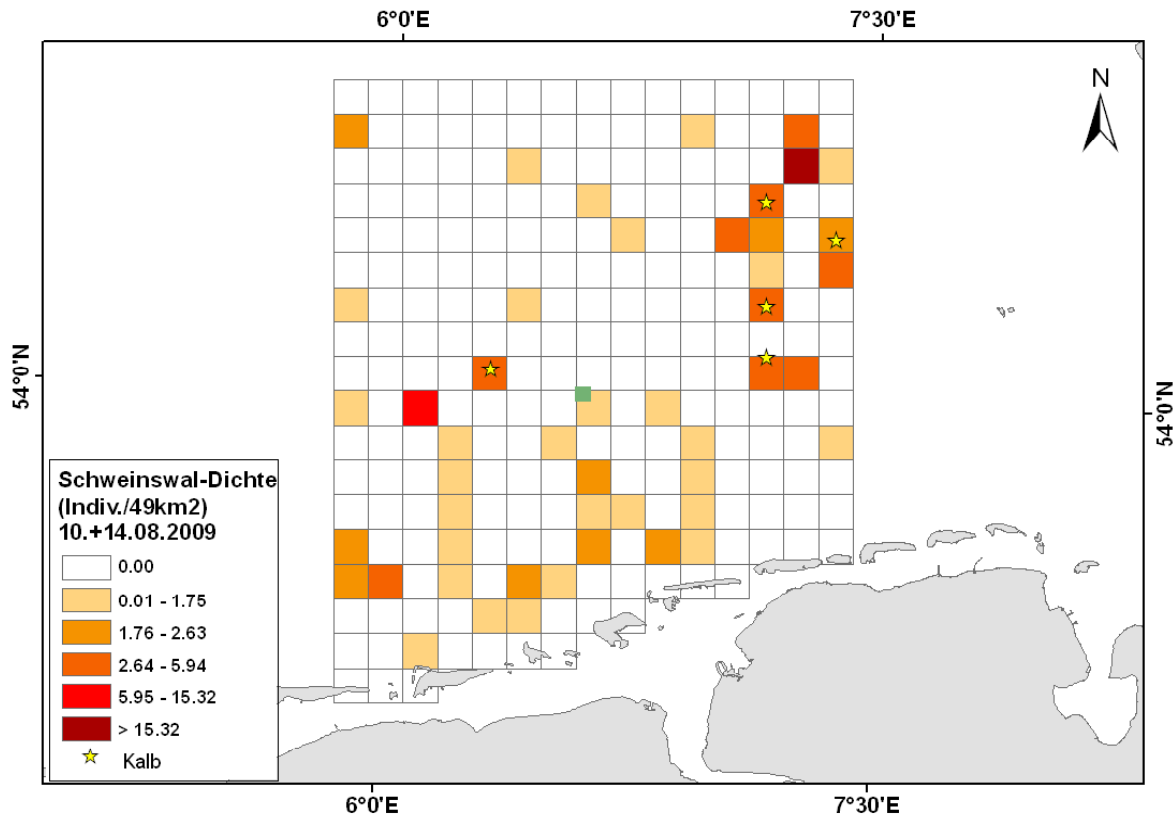 6°0'E
7°30'E
N
54°0'N
54°0'N
Schweinswal-Dichte
(Indiv./49km2)
10.+14.08.2009
0.00
0.01 - 1.75
1.76 - 2.63
2.64 - 5.94
5.95 - 15.32
> 15.32
Kalb
6°0'E
7°30'E